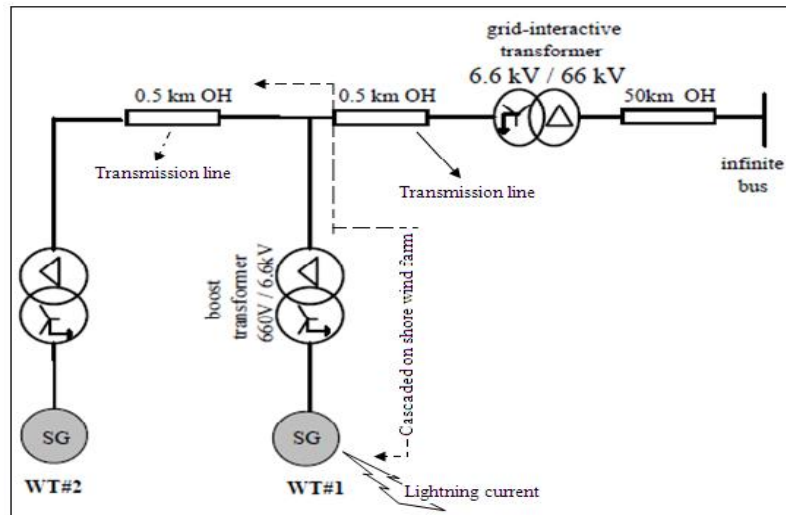 grid-interactive
transformer
6.6 kV / 66 kV
0.5 km OH
0.5 km OH
50km OH
Transmission line
Transmission line
infinite
bus
boost
transformer
660V / 6.6kV
Cascaded on shore wind farm
SG
SG
WT#2
WT#1
Lightning current